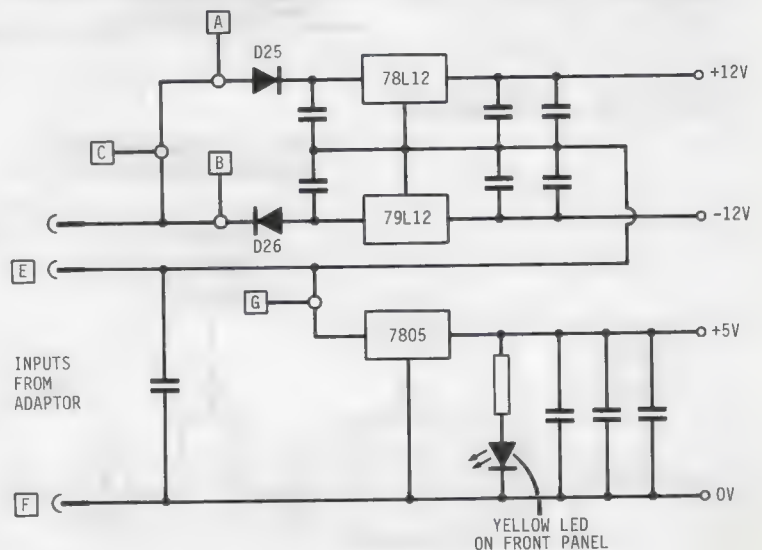 A
D25
78L12
+12V
C
B
79L12
-12V
D26
E
G
7805
+5V
INPUTS
FROM
ADAPTOR
F
0V
YELLOW LED
ON FRONT PANEL